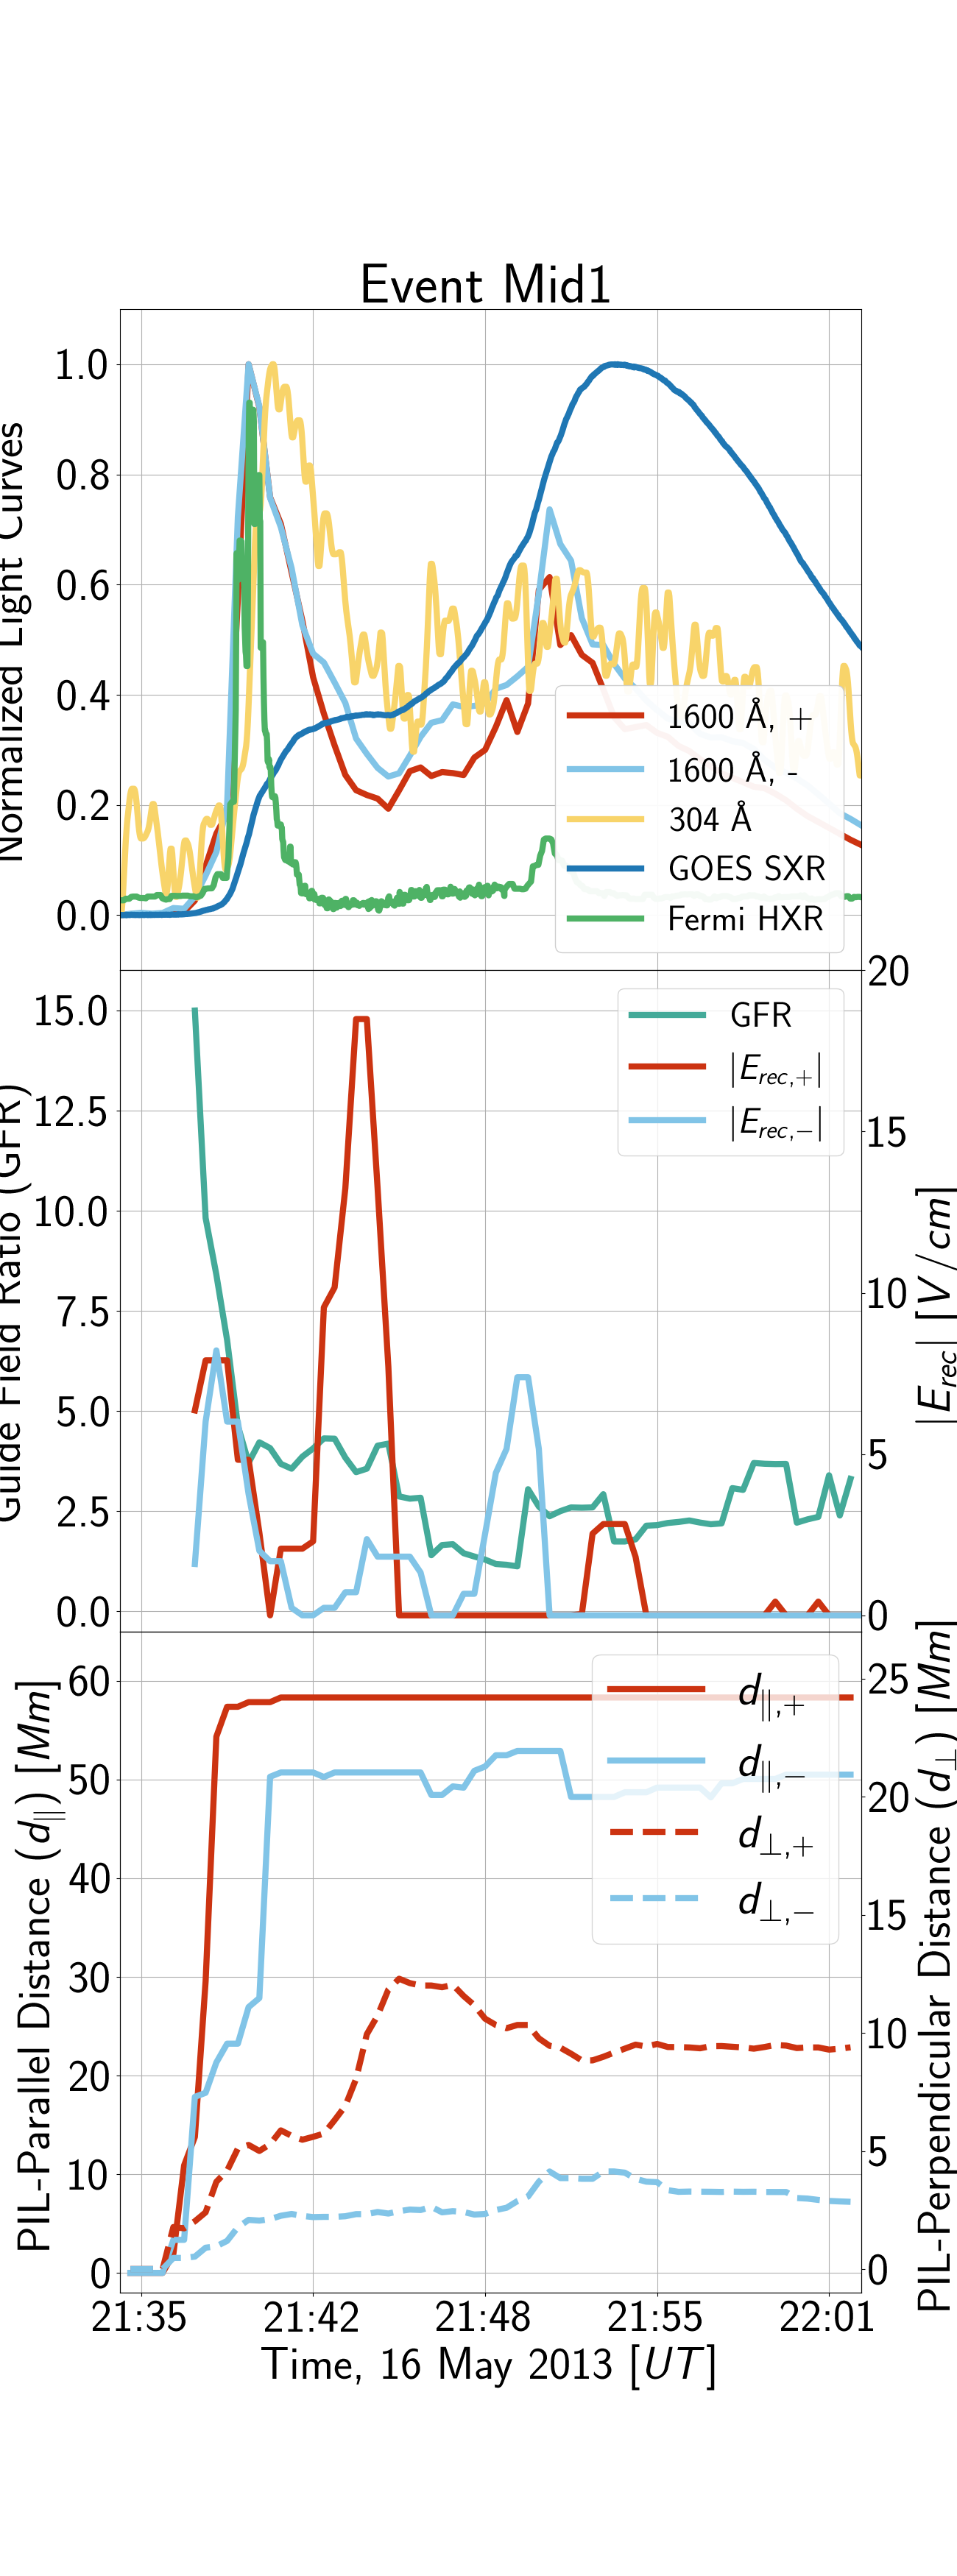 Event Mid1
Normalized Light Curves
1.0
0.8
0.6
0.4
0.2
0.0
1600 Å, +
1600 Å, -
304 Å
GOES SXR
Fermi HXR
Guide Field Ratio (GFR)
15.0
12.5
10.0
7.5
5.0
2.5
0.0
GFR
|E_{rec,+}|
|E_{rec,−}|
20
15
10
5
0
|E_{rec}| [V/cm]
PIL-Parallel Distance (d_{∥}) [Mm]
60
50
40
30
20
10
0
d_{∥,+}
d_{∥,−}
d_{⊥,+}
d_{⊥,−}
25
20
15
10
5
0
PIL-Perpendicular Distance (d_{⊥}) [Mm]
21:35 21:42 21:48 21:55 22:01
Time, 16 May 2013 [UT]